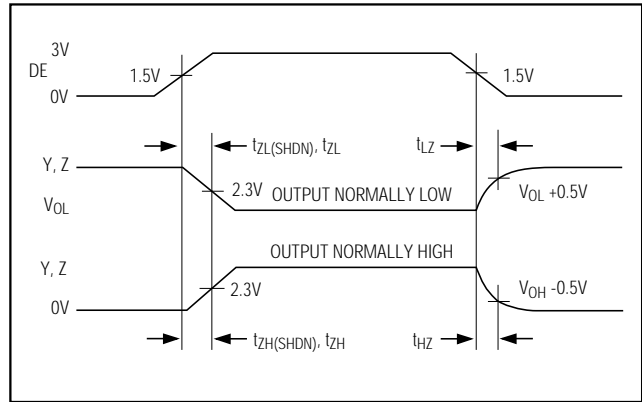 3V
DE
1.5V
1.5V
0V
tZL(SHDN), tZL
tLZ
Y, Z
2.3V
OUTPUT NORMALLY LOW
VOL +0.5V
VOL
OUTPUT NORMALLY HIGH
Y, Z
2.3V
VOH -0.5V
0V
tZH(SHDN), tZH
tHZ